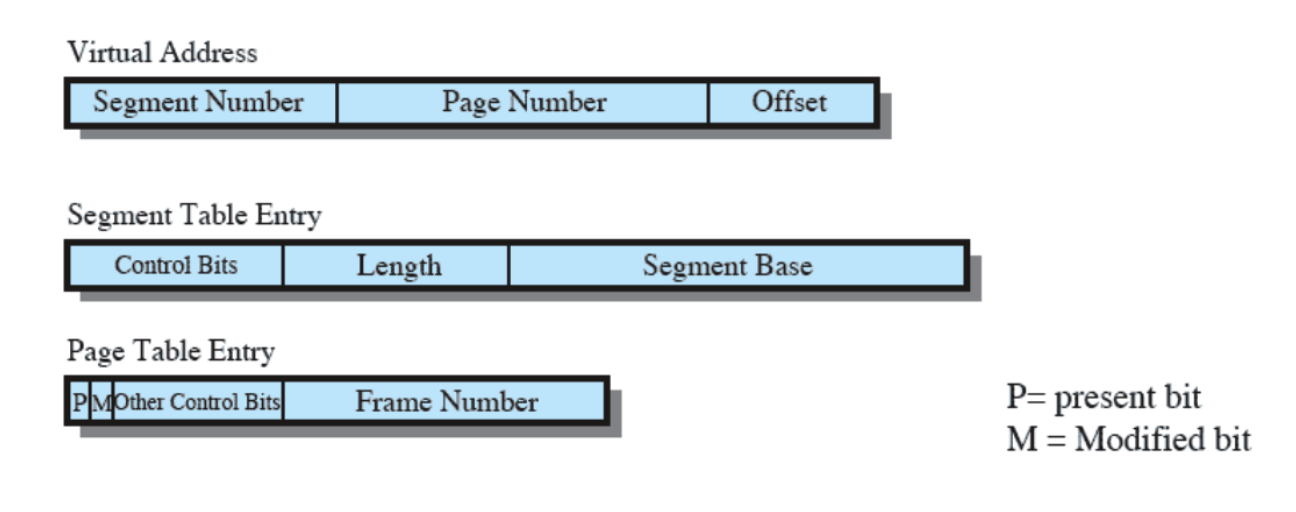 Virtual Address
Segment Number Page Number Offset
Segment Table Entry
Control Bits Length Segment Base
Page Table Entry
P M Other Control Bits Frame Number
P= present bit
M = Modified bit